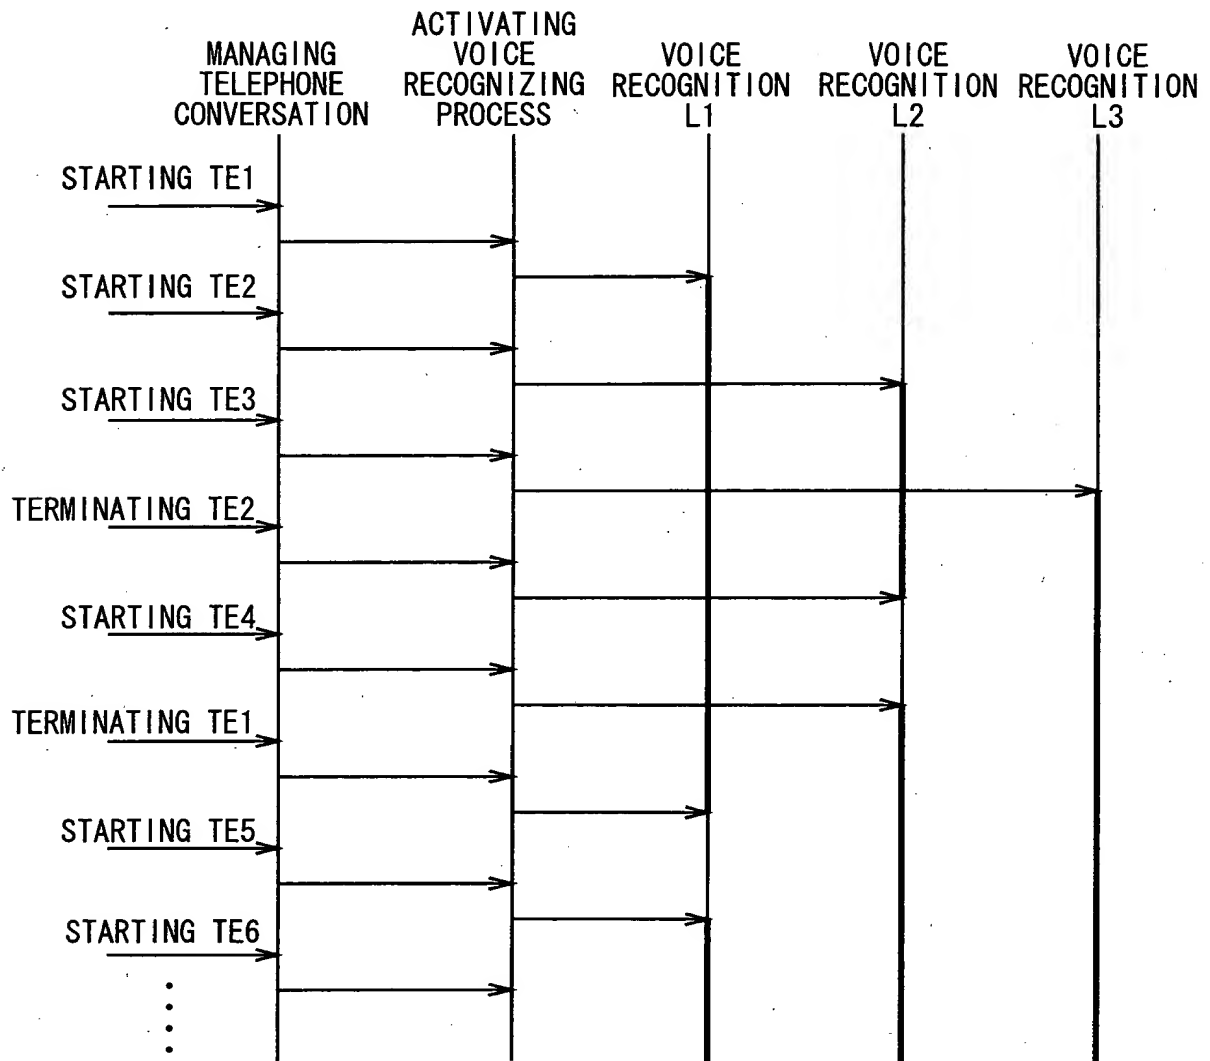 MANAGING
TELEPHONE
CONVERSATION
ACTIVATING
VOICE
RECOGNIZING
PROCESS
VOICE
RECOGNITION
L1
VOICE
RECOGNITION
L2
VOICE
RECOGNITION
L3
STARTING TE1
STARTING TE2
STARTING TE3
TERMINATING TE2
STARTING TE4
TERMINATING TE1
STARTING TE5
STARTING TE6